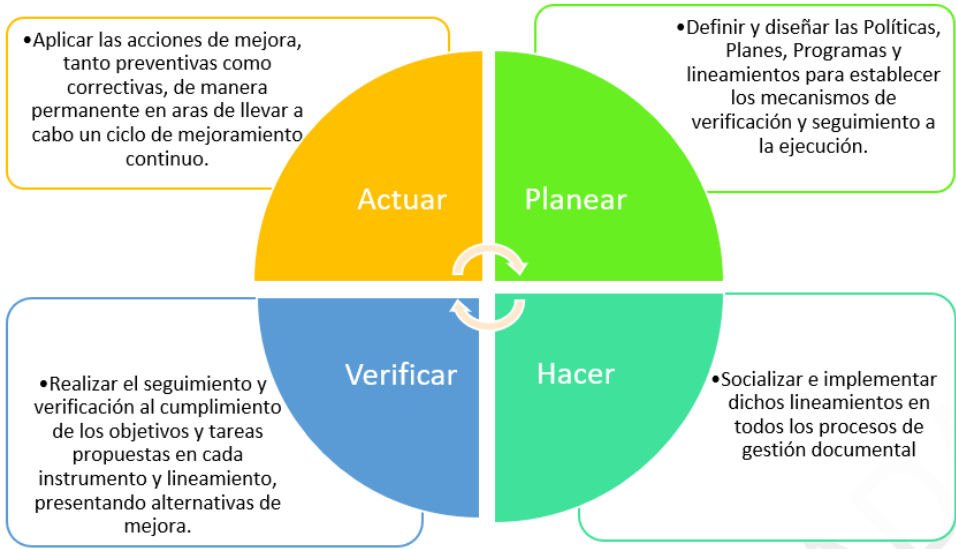 •Aplicar las acciones de mejora,
tanto preventivas como
correctivas, de manera
permanente en aras de llevar a
cabo un ciclo de mejoramiento
continuo.
•Definir y diseñar las Políticas,
Planes, Programas y
lineamientos para establecer
los mecanismos de
verificación y seguimiento a
la ejecución.
Actuar
Planear
Verificar
Hacer
•Realizar el seguimiento y
verificación al cumplimiento
de los objetivos y tareas
propuestas en cada
instrumento y lineamiento,
presentando alternativas de
mejora.
•Socializar e implementar
dichos lineamientos en
todos los procesos de
gestión documental